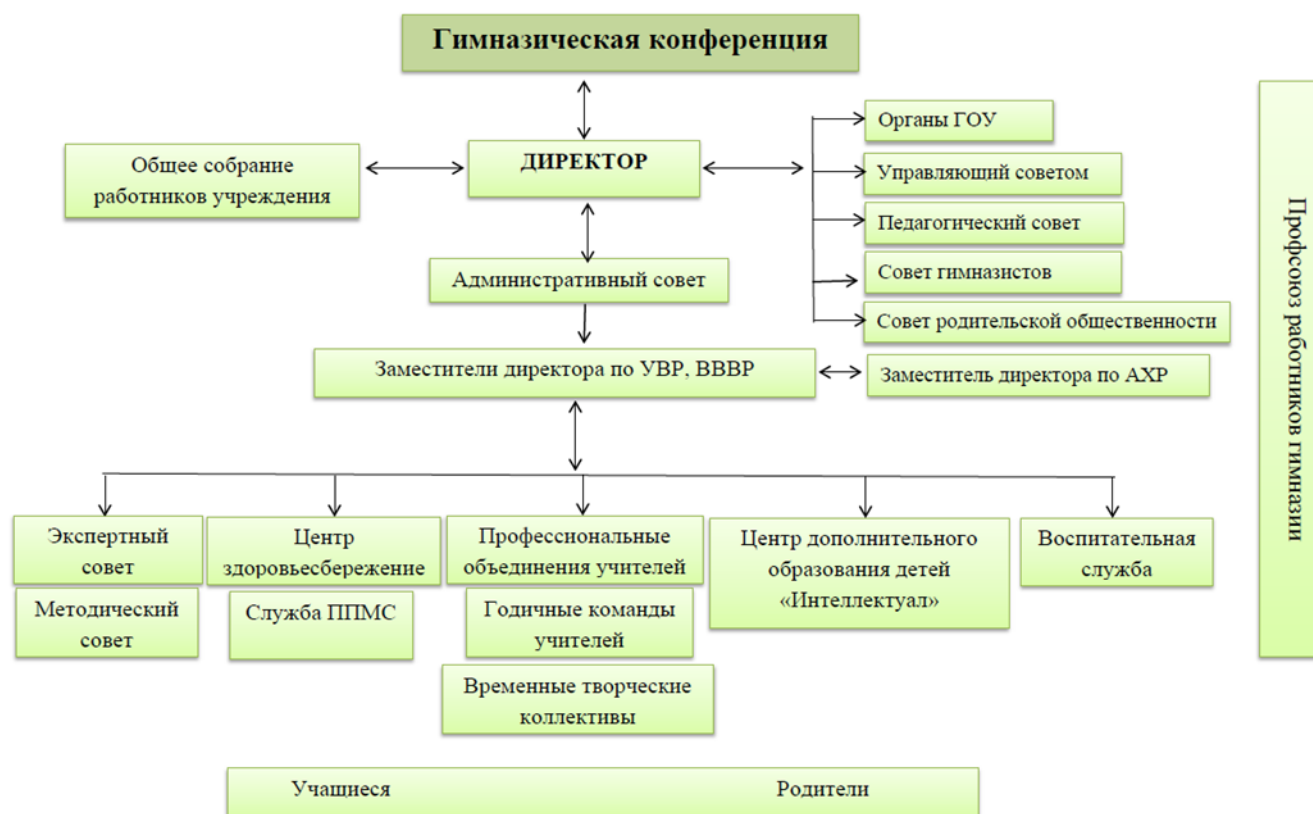 Гимназическая конференция
Общее собрание
работников учреждения
ДИРЕКТОР
Органы ГОУ
Управляющий советом
Педагогический совет
Совет гимназистов
Совет родительской общественности
Административный совет
Заместители директора по УВР, ВВВР
Заместитель директора по АХР
Экспертный
совет
Методический
совет
Центр
здоровьесбережение
Служба ППМС
Профессиональные
объединения учителей
Годичные команды
учителей
Временные творческие
коллективы
Центр дополнительного
образования детей
«Интеллектуал»
Воспитательная
служба
Профсоюз работников гимназии
Учащиеся
Родители